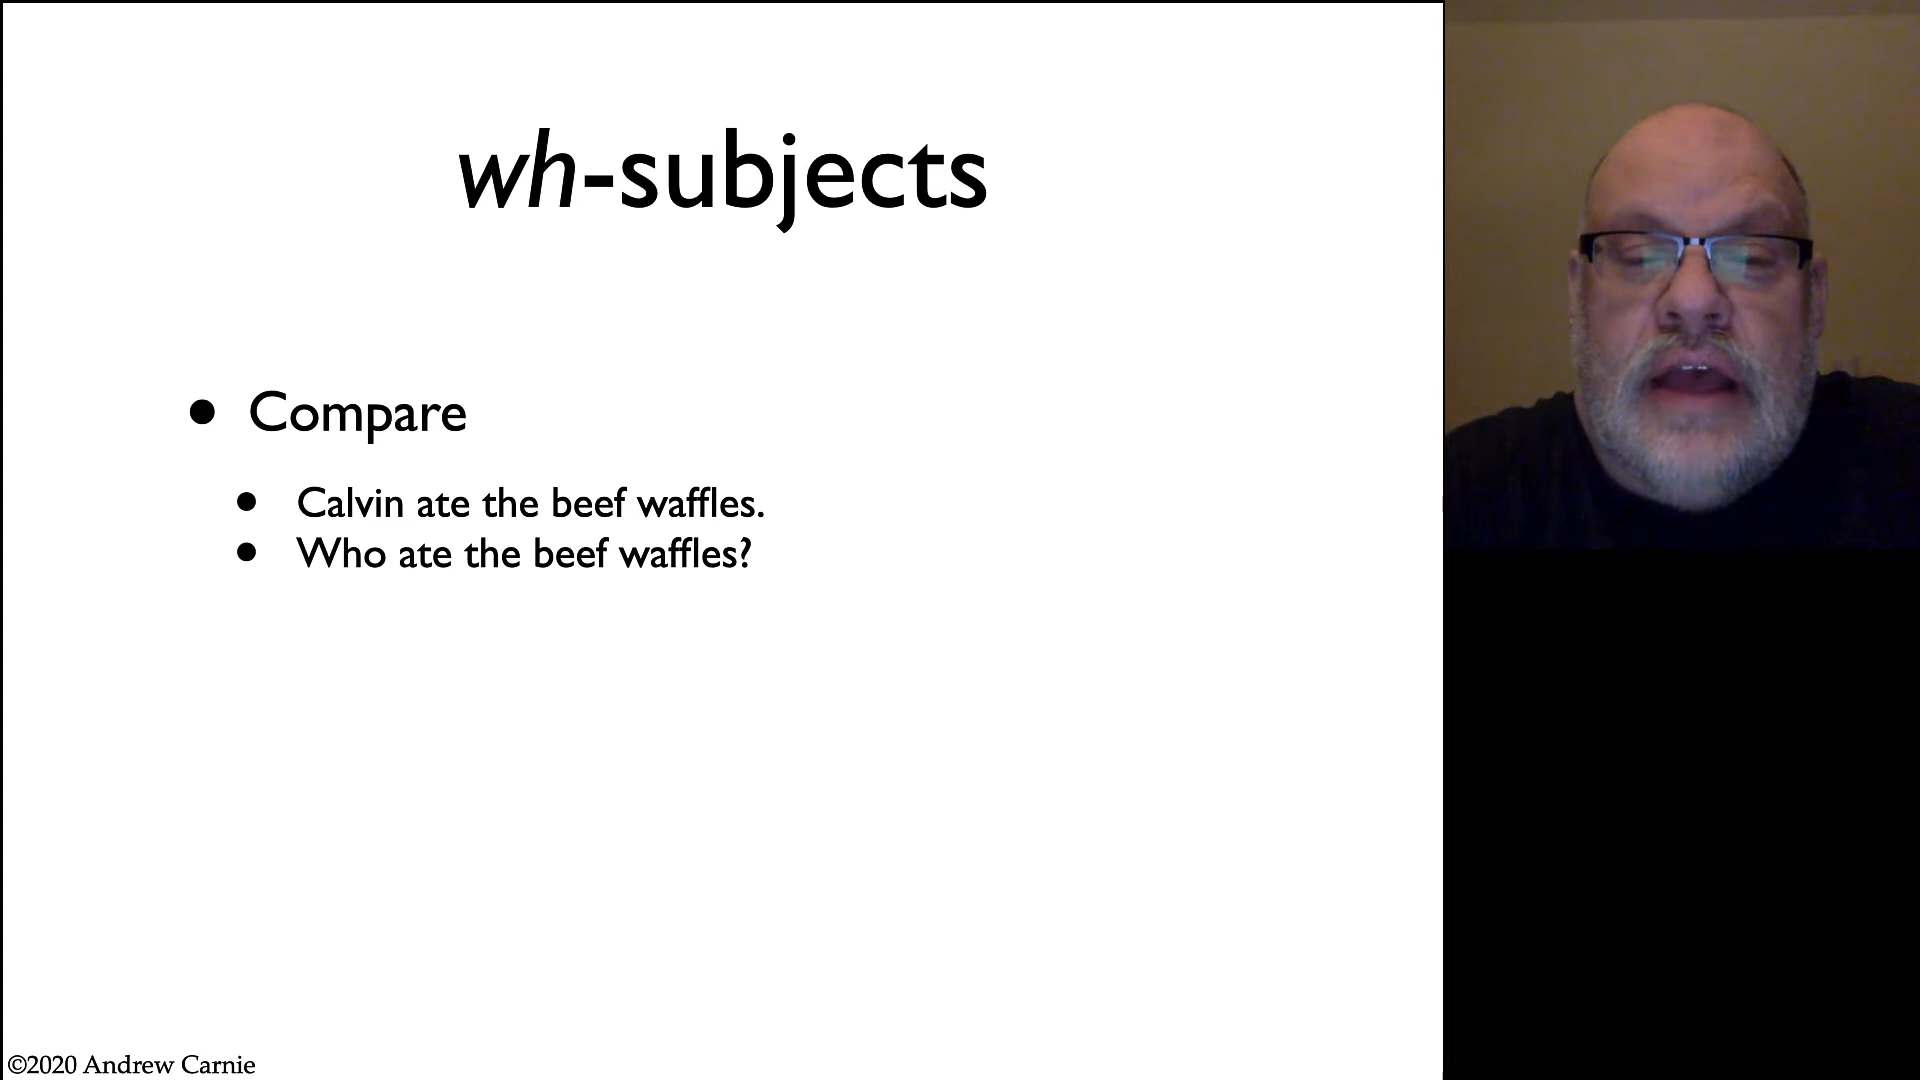 wh-subjects
• Compare
• Calvin ate the beef waffles.
• Who ate the beef waffles?
©2020 Andrew Carnie